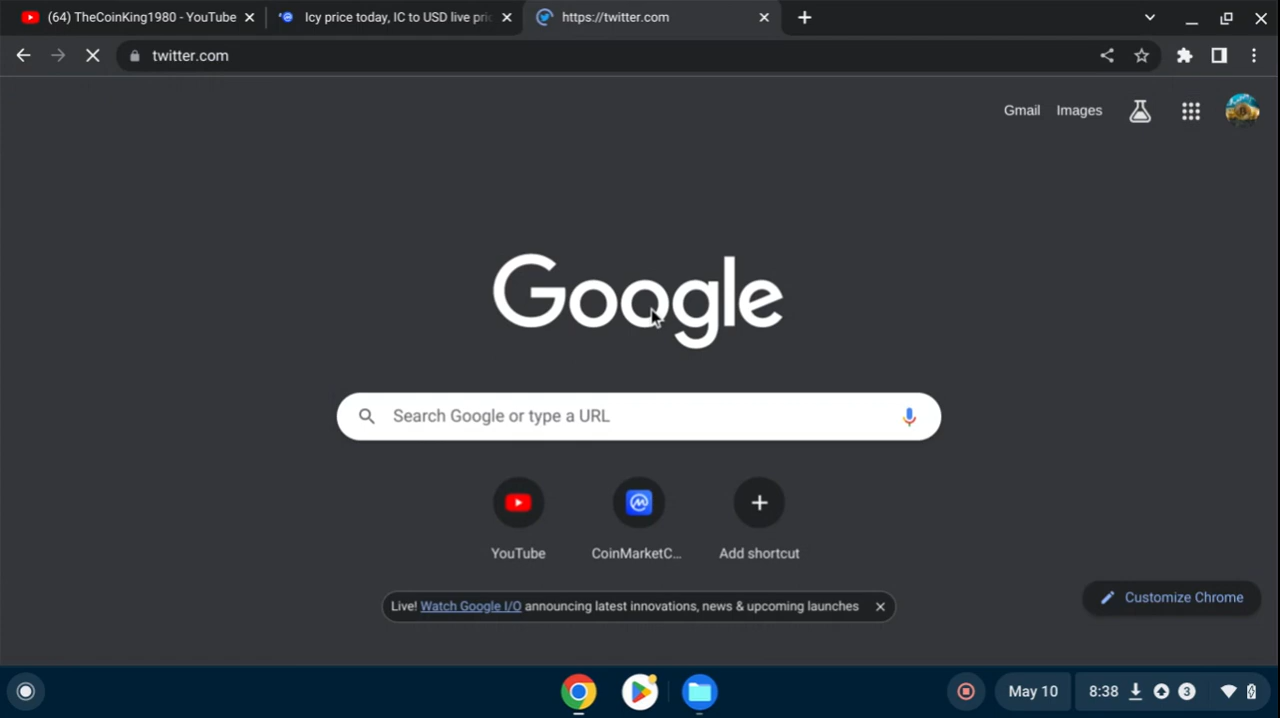 (64) TheCoinKing1980 - YouTube
Icy price today, IC to USD live pric
https://twitter.com
twitter.com
Gmail Images
Google
Search Google or type a URL
YouTube
CoinMarketC...
Add shortcut
Live! Watch Google I/O announcing latest innovations, news & upcoming launches
Customize Chrome
May 10
8:38
3